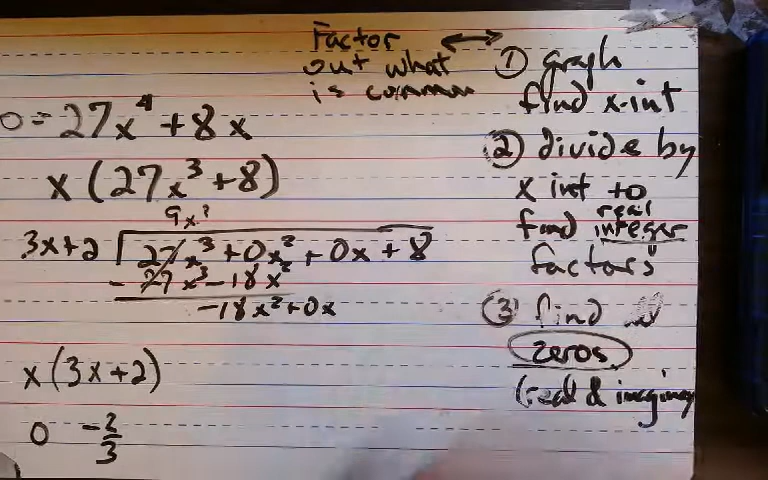 Factor ↔
out what
is common
① graph
find x-int
② divide by
x int to
find real
integer
factors
③ find all
zeros
(real & imaginary
0 = 27x⁴ + 8x
x(27x³ + 8)
9x²
3x+2 27x³ + 0x² + 0x + 8
- 27x³ - 18x²
-18x² + 0x
x(3x+2)
0 -2/3